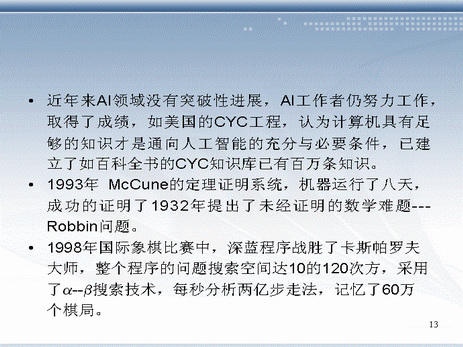 • 近年来AI领域没有突破性进展，AI工作者仍努力工作，
取得了成绩，如美国的CYC工程，认为计算机具有足
够的知识才是通向人工智能的充分与必要条件，已建
立了如百科全书的CYC知识库已有百万条知识。
• 1993年 McCune的定理证明系统，机器运行了八天，
成功的证明了1932年提出了未经证明的数学难题---
Robbin问题。
• 1998年国际象棋比赛中，深蓝程序战胜了卡斯帕罗夫
大师，整个程序的问题搜索空间达10的120次方，采用
了α--β搜索技术，每秒分析两亿步走法，记忆了60万
个棋局。
13